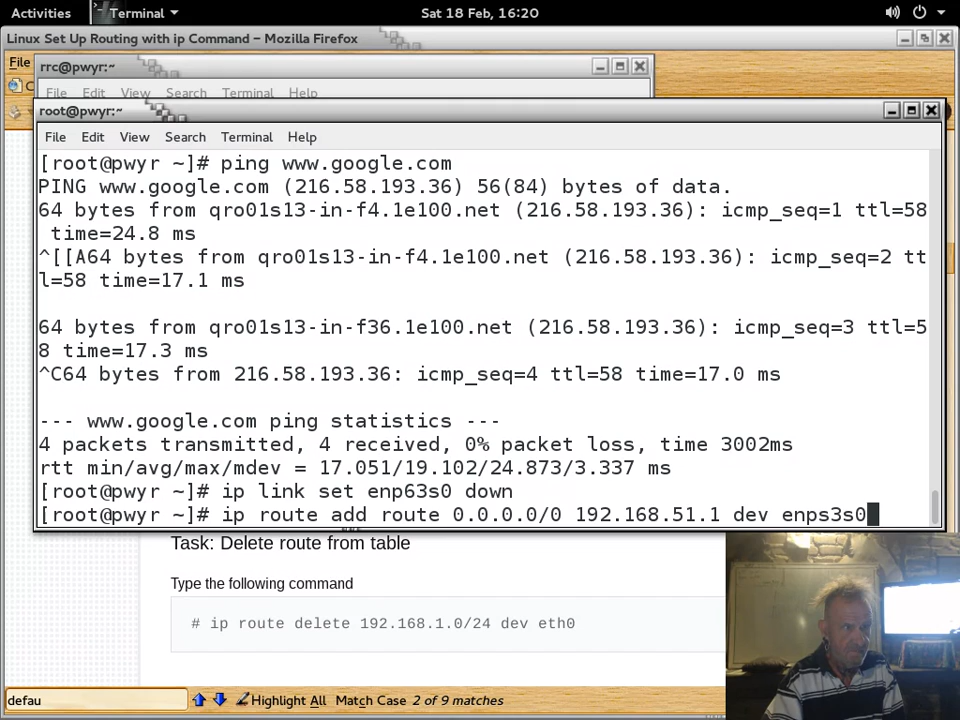 Activities
Terminal
Sat 18 Feb, 16:20
Linux Set Up Routing with ip Command – Mozilla Firefox
File
rrc@pwyr:~
C
File Edit View Search Terminal Help
root@pwyr:~
File Edit View Search Terminal Help
[root@pwyr ~]# ping www.google.com
PING www.google.com (216.58.193.36) 56(84) bytes of data.
64 bytes from qro01s13-in-f4.1e100.net (216.58.193.36): icmp_seq=1 ttl=58
time=24.8 ms
^[[A64 bytes from qro01s13-in-f4.1e100.net (216.58.193.36): icmp_seq=2 tt
l=58 time=17.1 ms
64 bytes from qro01s13-in-f36.1e100.net (216.58.193.36): icmp_seq=3 ttl=5
8 time=17.3 ms
^C64 bytes from 216.58.193.36: icmp_seq=4 ttl=58 time=17.0 ms
--- www.google.com ping statistics ---
4 packets transmitted, 4 received, 0% packet loss, time 3002ms
rtt min/avg/max/mdev = 17.051/19.102/24.873/3.337 ms
[root@pwyr ~]# ip link set enp63s0 down
[root@pwyr ~]# ip route add route 0.0.0.0/0 192.168.51.1 dev enps3s0
Task: Delete route from table
Type the following command
# ip route delete 192.168.1.0/24 dev eth0
defau
Highlight All Match Case 2 of 9 matches